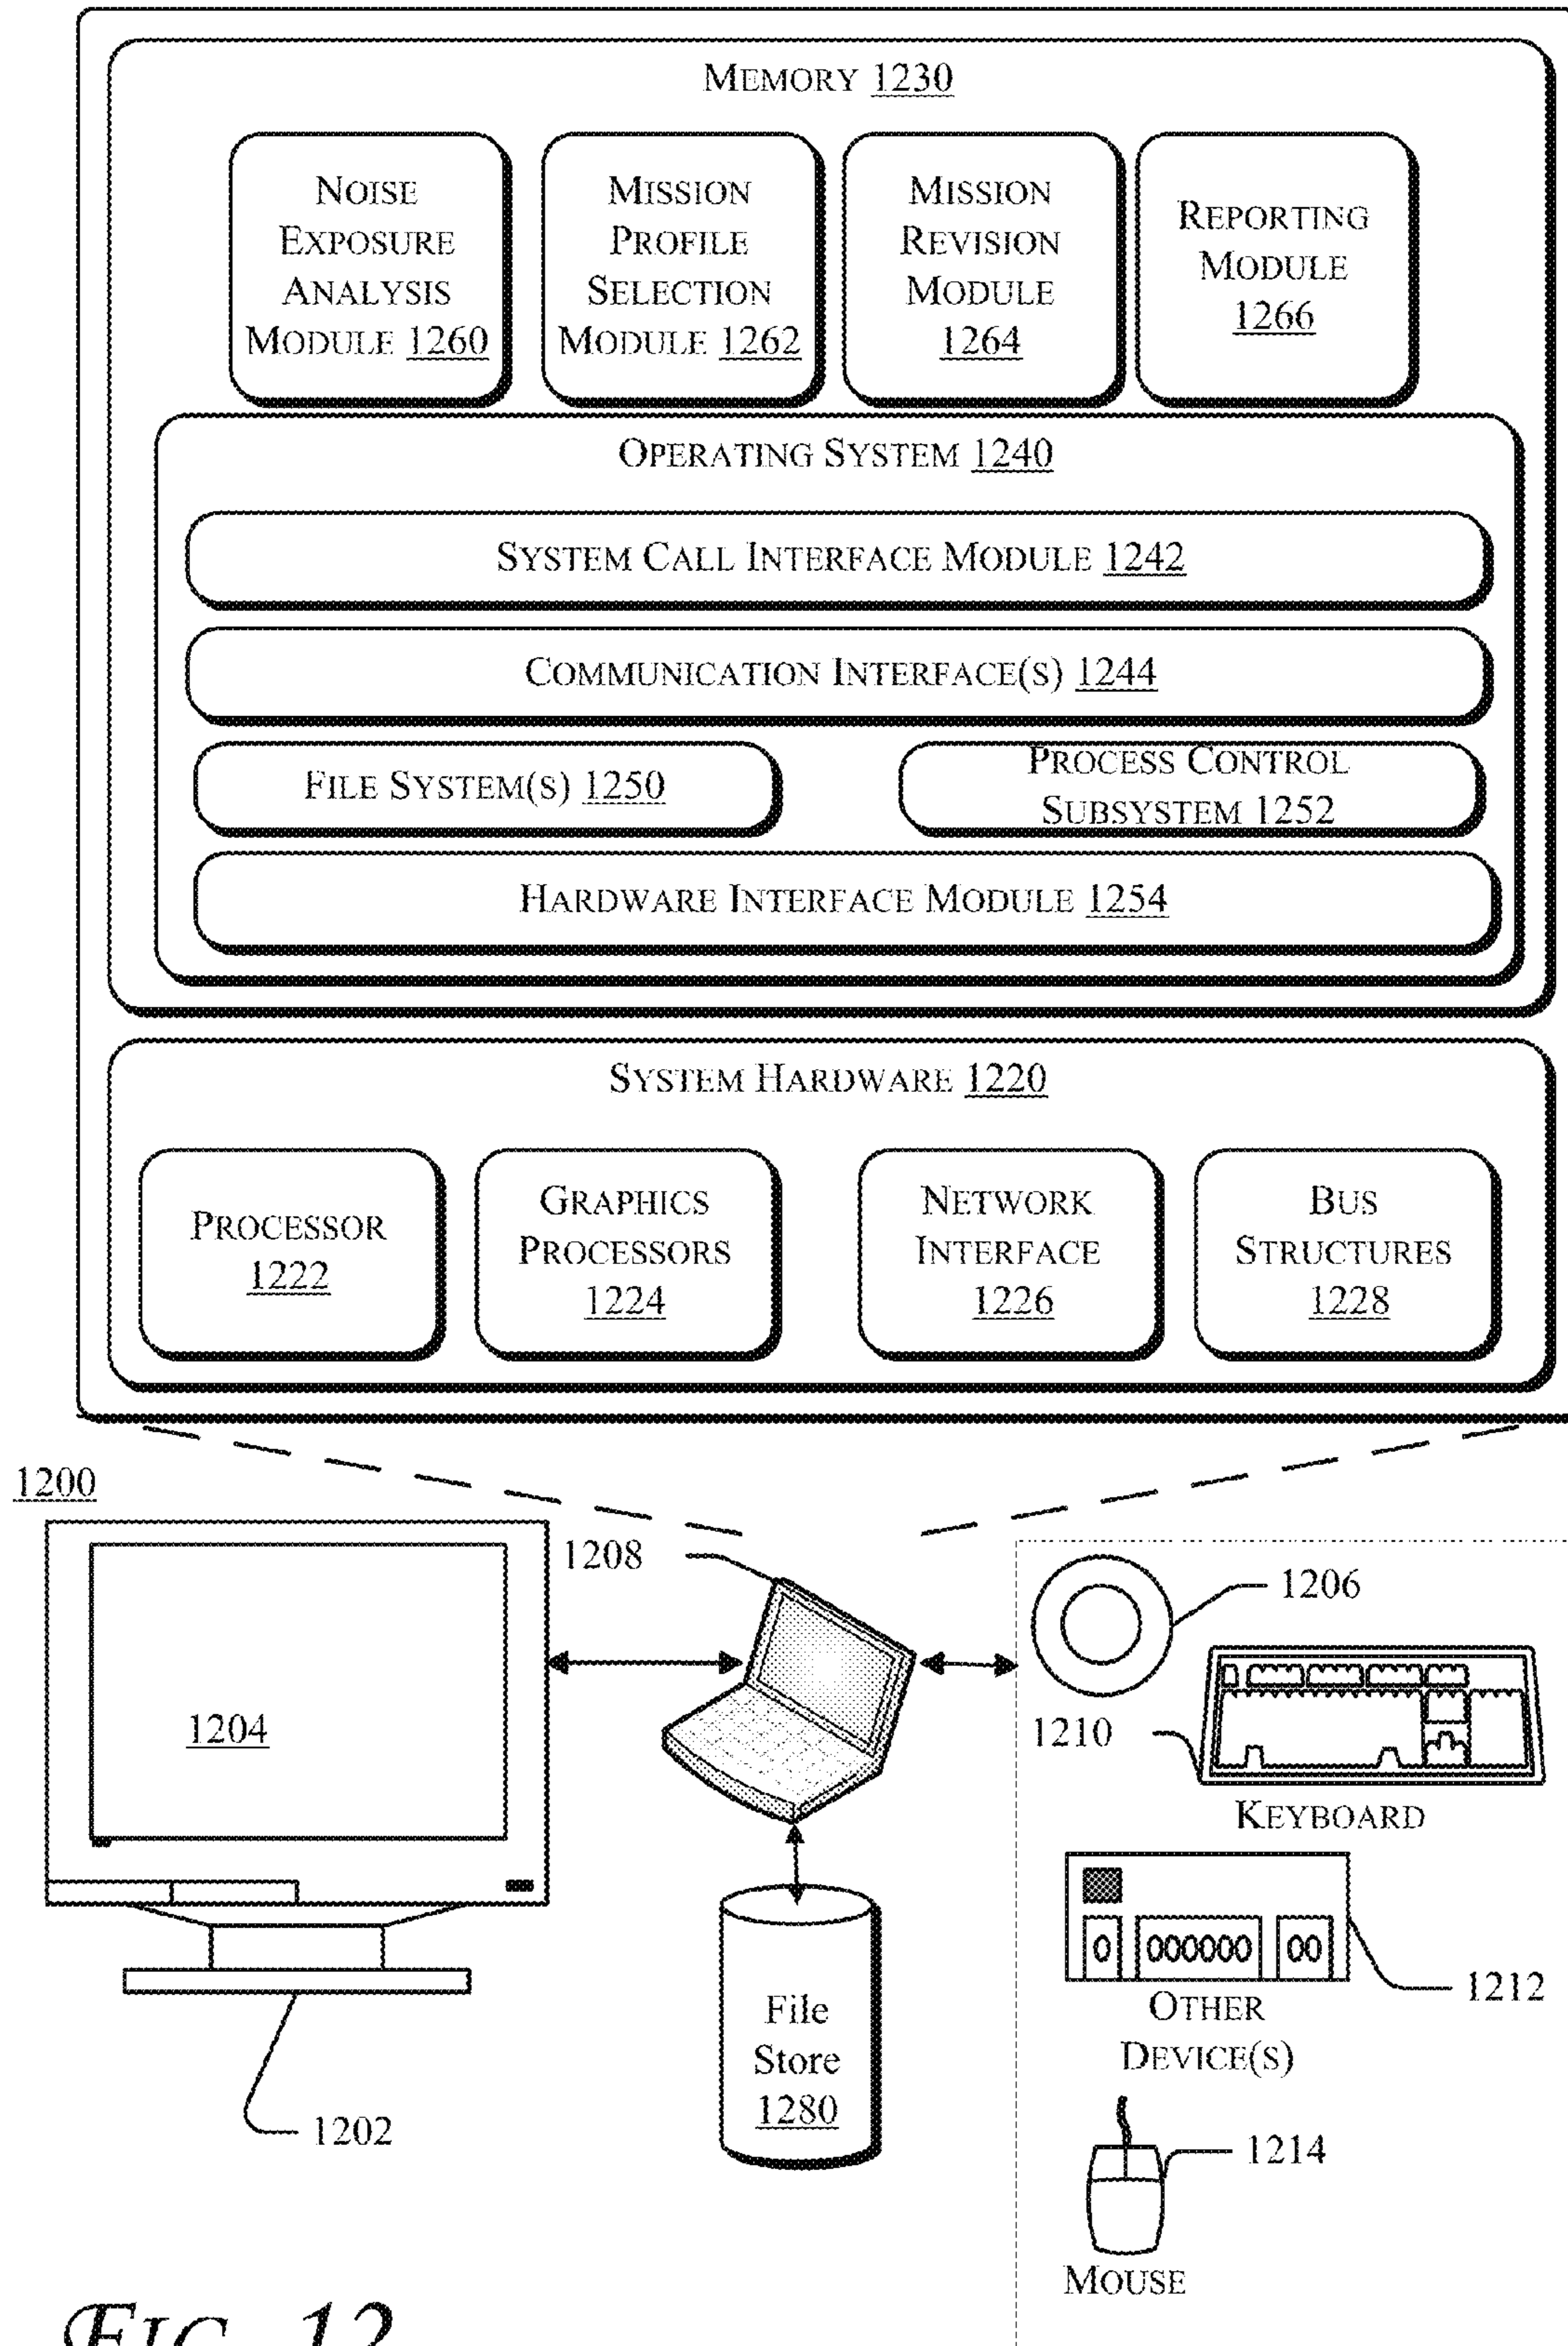 MEMORY 1230
NOISE
EXPOSURE
ANALYSIS
MODULE 1260
MISSION
PROFILE
SELECTION
MODULE 1262
MISSION
REVISION
MODULE
1264
REPORTING
MODULE
1266
OPERATING SYSTEM 1240
SYSTEM CALL INTERFACE MODULE 1242
COMMUNICATION INTERFACE(S) 1244
FILE SYSTEM(S) 1250
PROCESS CONTROL
SUBSYSTEM 1252
HARDWARE INTERFACE MODULE 1254
SYSTEM HARDWARE 1220
PROCESSOR
1222
GRAPHICS
PROCESSORS
1224
NETWORK
INTERFACE
1226
BUS
STRUCTURES
1228
1200
1208
1206
1204
1210
KEYBOARD
1212
OTHER
DEVICE(S)
File
Store
1280
1202
1214
MOUSE
FIG. 12